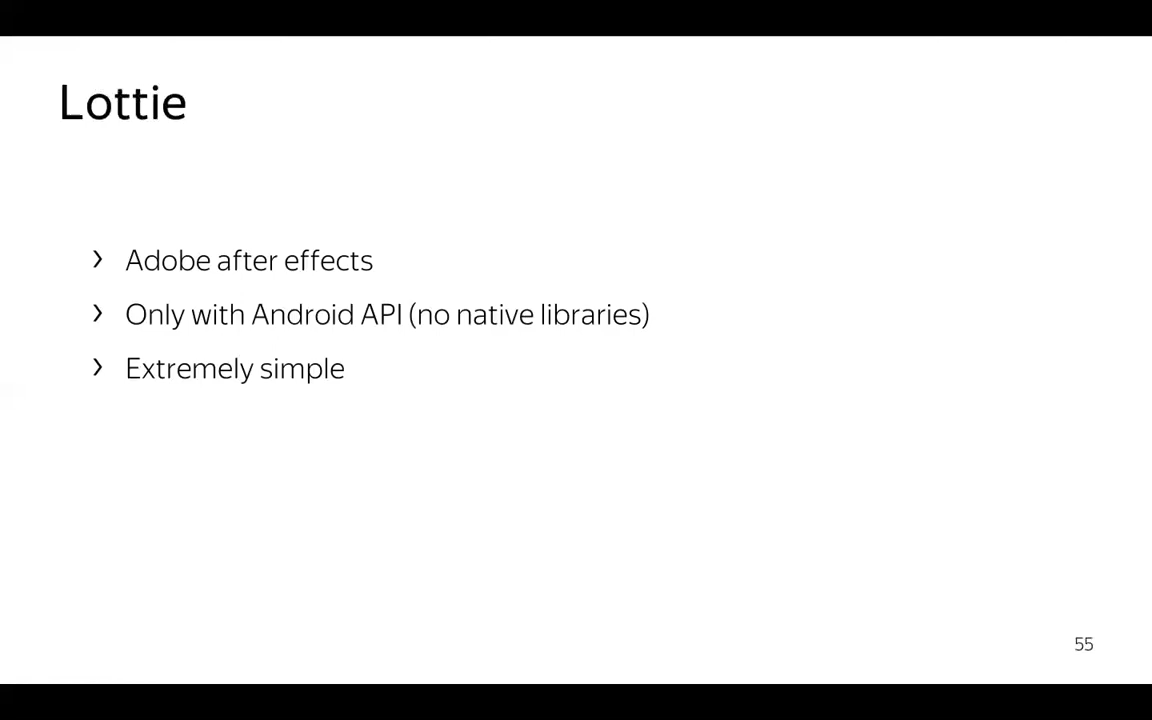 Lottie
› Adobe after effects
› Only with Android API (no native libraries)
› Extremely simple
55